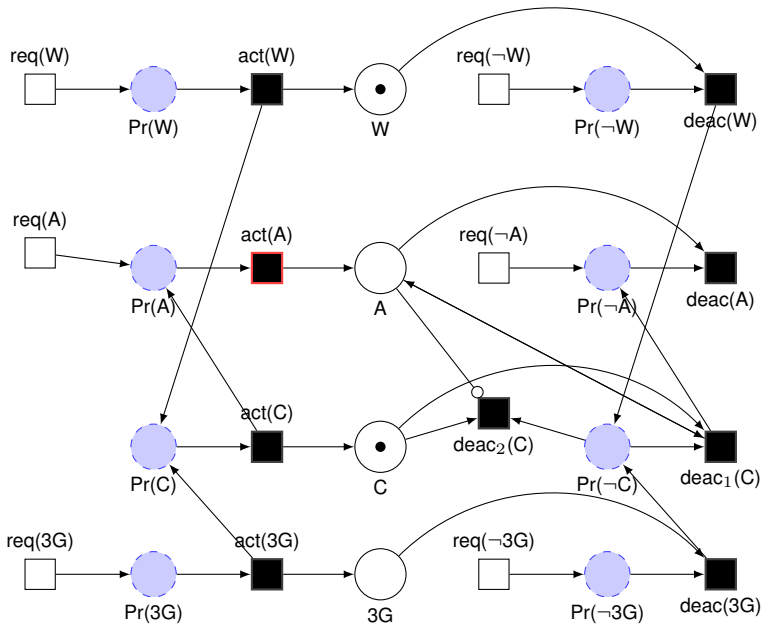 req(W)
act(W)
req(¬W)
Pr(W)
W
Pr(¬W)
deac(W)
req(A)
act(A)
req(¬A)
Pr(A)
A
Pr(¬A)
deac(A)
act(C)
deac₂(C)
Pr(C)
C
Pr(¬C)
deac₁(C)
req(3G)
act(3G)
req(¬3G)
Pr(3G)
3G
Pr(¬3G)
deac(3G)